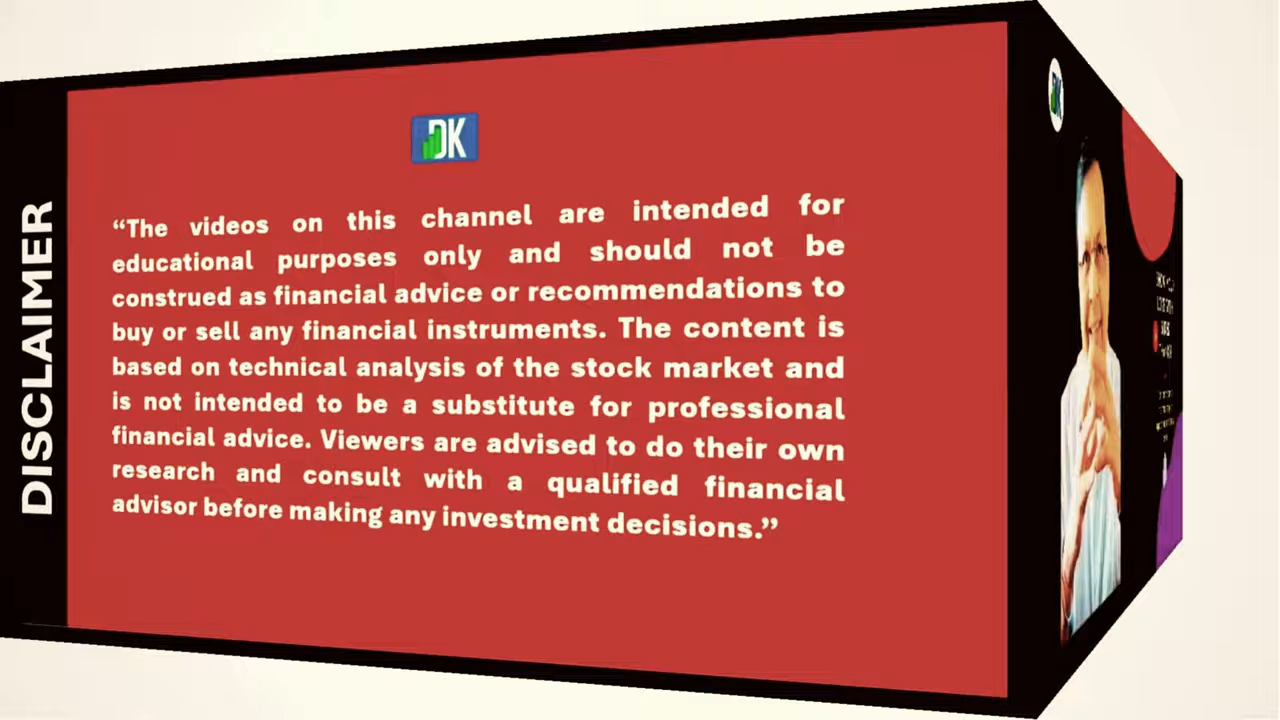 DISCLAIMER
DK
“The videos on this channel are intended for
educational purposes only and should not be
construed as financial advice or recommendations to
buy or sell any financial instruments. The content is
based on technical analysis of the stock market and
is not intended to be a substitute for professional
financial advice. Viewers are advised to do their own
research and consult with a qualified financial
advisor before making any investment decisions.”
DK